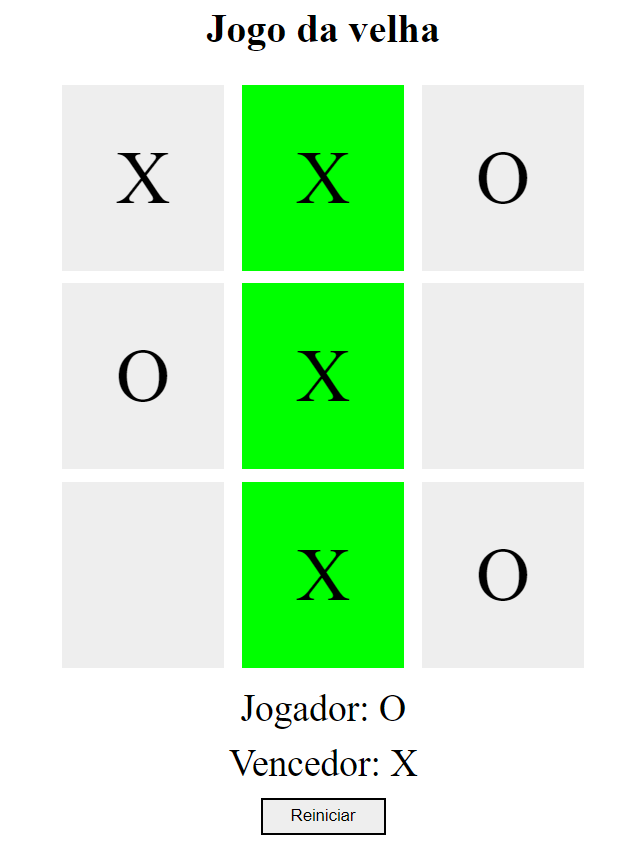 Jogo da velha
X X O
O X
X O
Jogador: O
Vencedor: X
Reiniciar